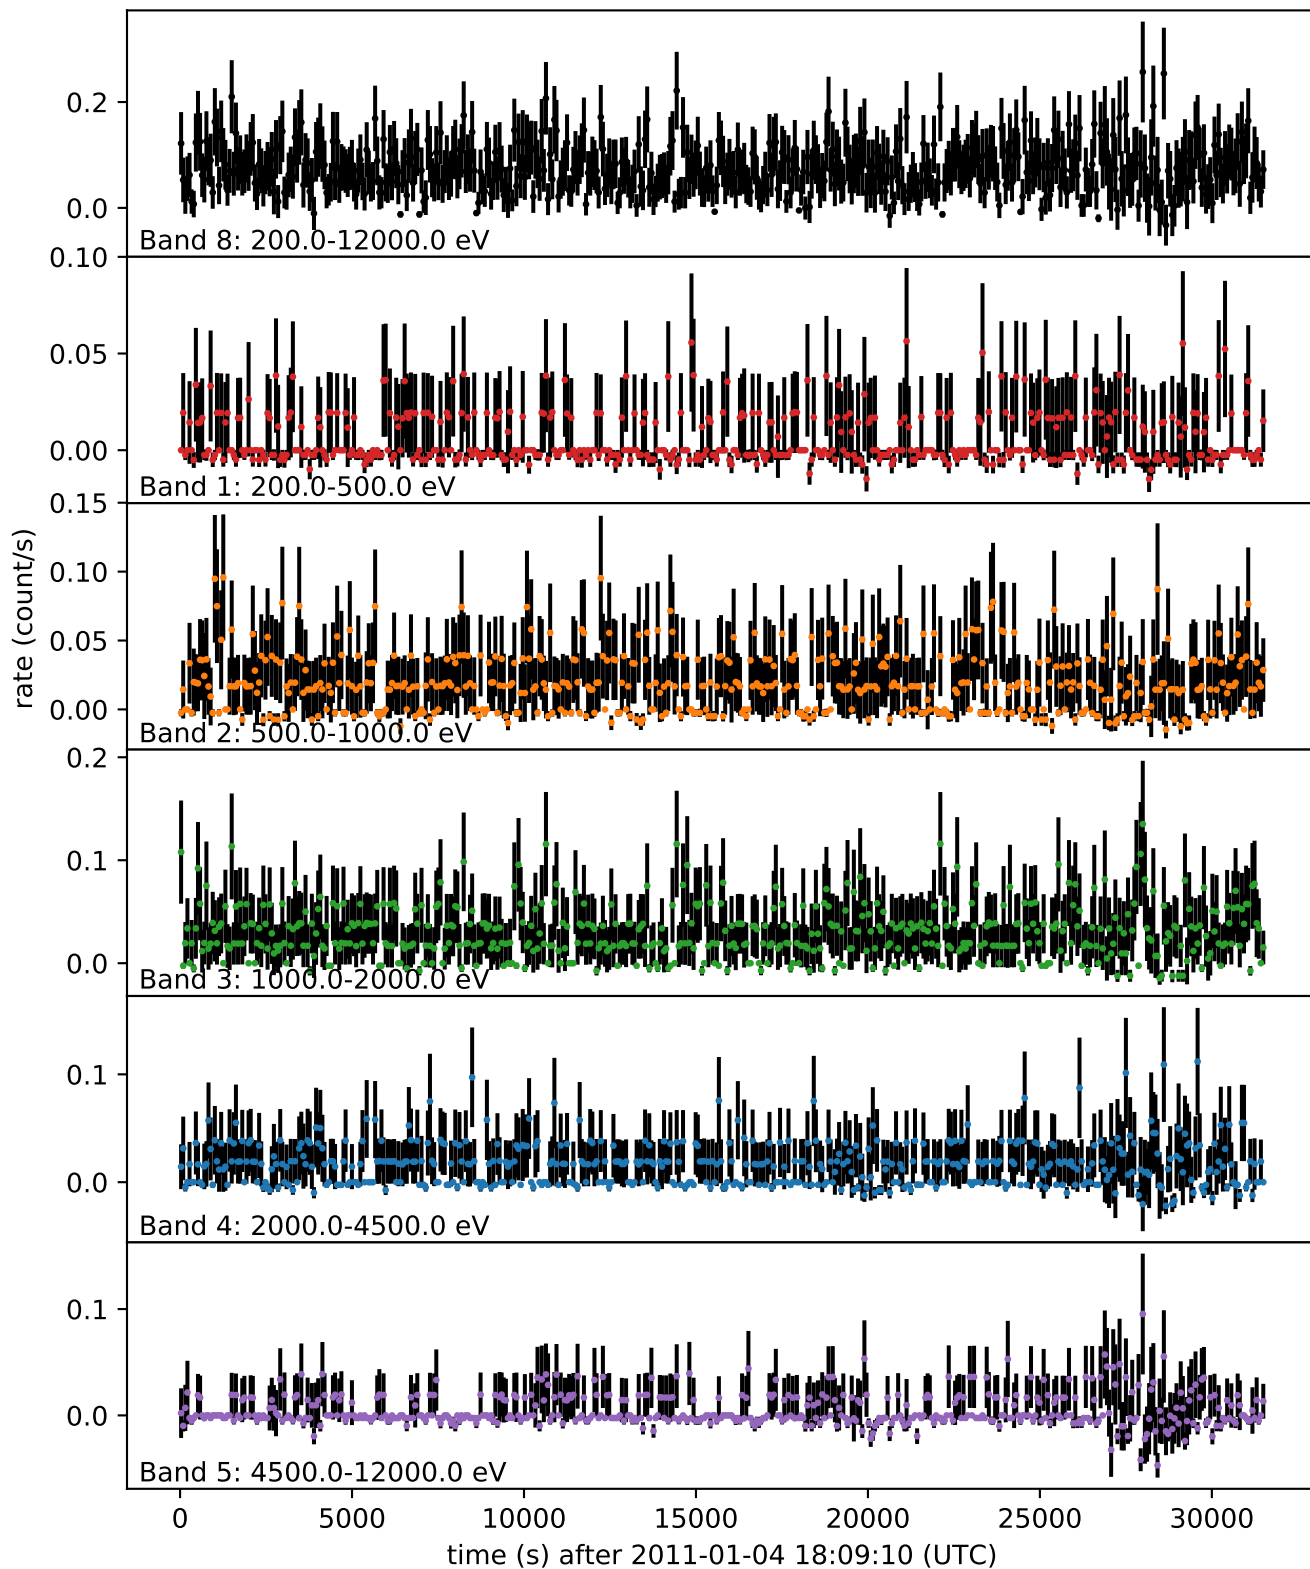 0.2
0.0
Band 8: 200.0-12000.0 eV
0.10
0.05
0.00
Band 1: 200.0-500.0 eV
0.15
0.10
0.05
0.00
Band 2: 500.0-1000.0 eV
rate (count/s)
0.2
0.1
0.0
Band 3: 1000.0-2000.0 eV
0.1
0.0
Band 4: 2000.0-4500.0 eV
0.1
0.0
Band 5: 4500.0-12000.0 eV
0 5000 10000 15000 20000 25000 30000
time (s) after 2011-01-04 18:09:10 (UTC)